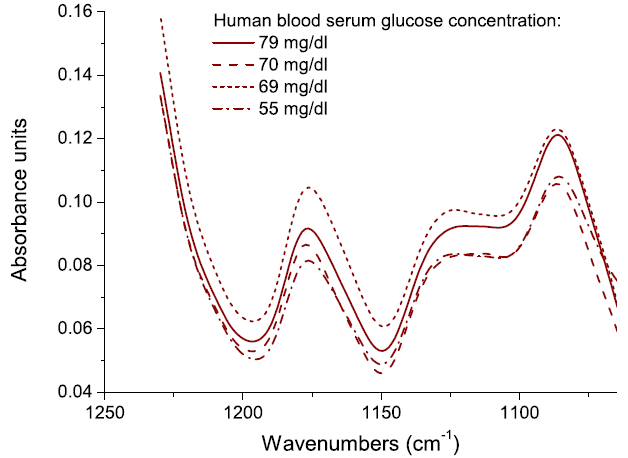 Human blood serum glucose concentration:
79 mg/dl
70 mg/dl
69 mg/dl
55 mg/dl
Absorbance units
0.16
0.14
0.12
0.10
0.08
0.06
0.04
1250
1200
1150
1100
Wavenumbers (cm⁻¹)